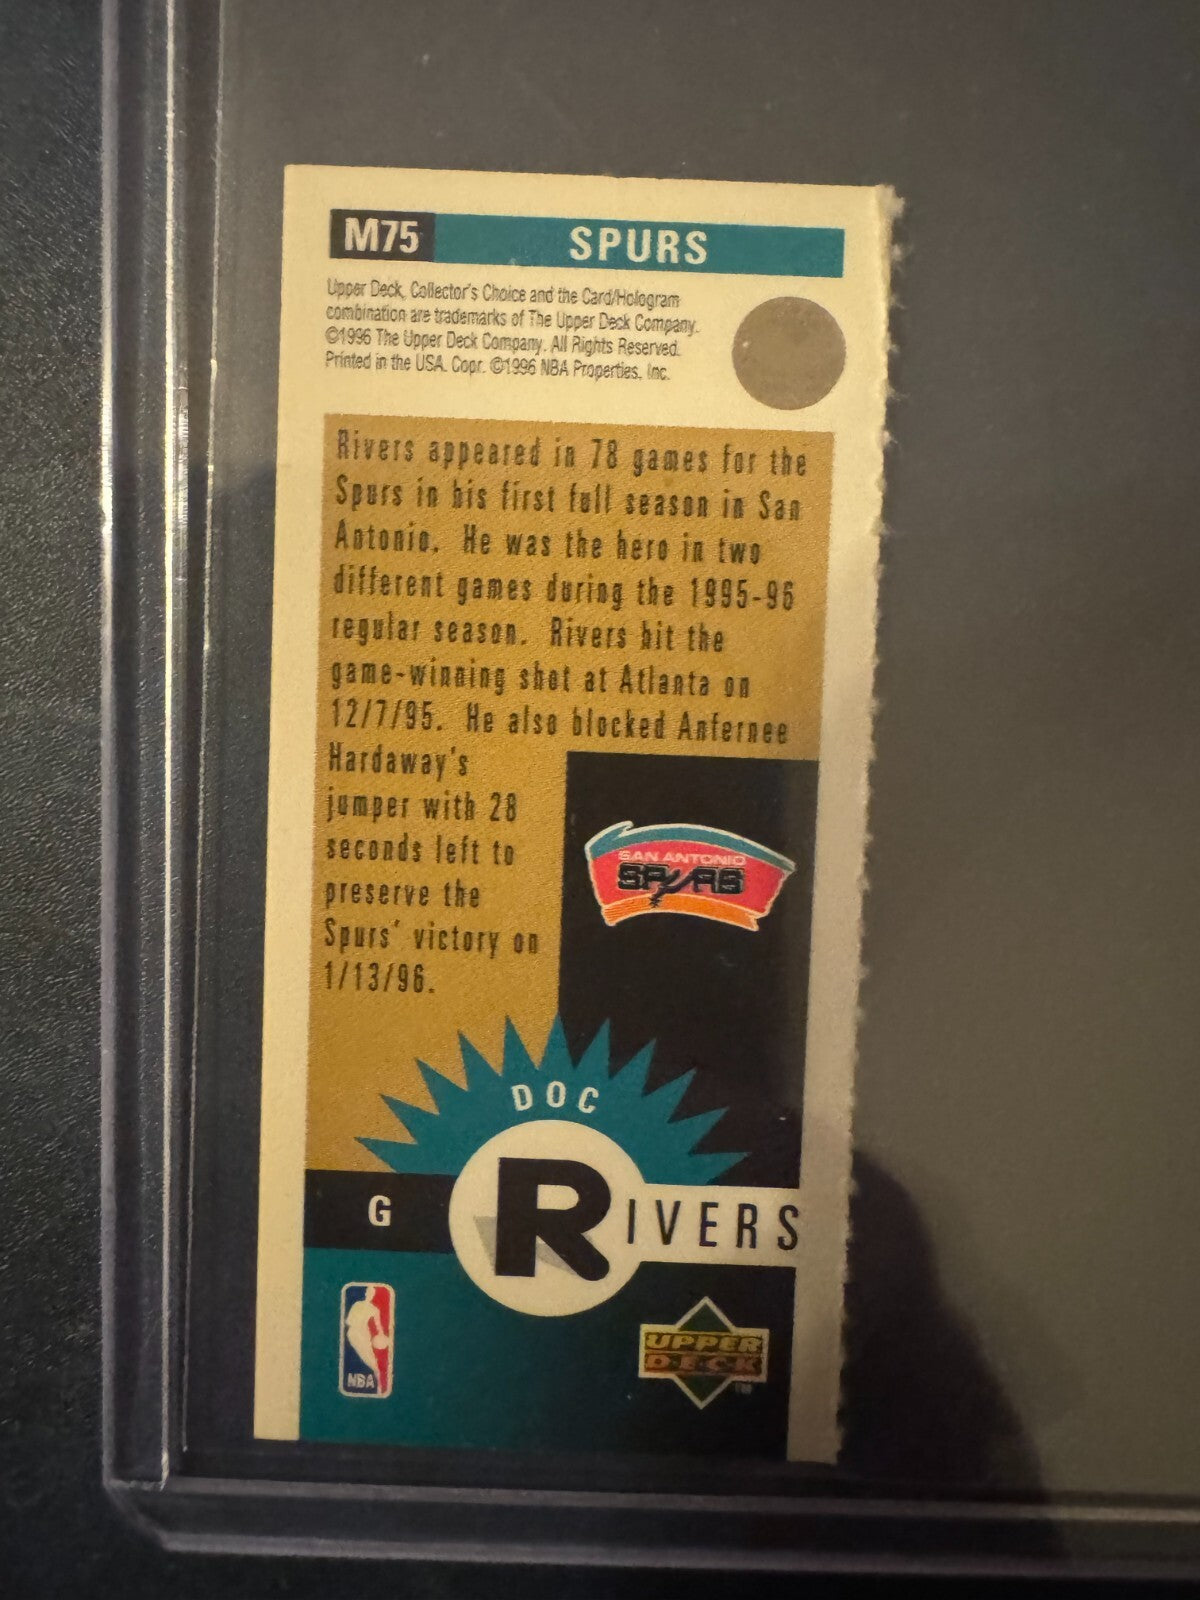 M75 SPURS
Upper Deck, Collector's Choice and the Card/Hologram
combination are trademarks of The Upper Deck Company.
©1996 The Upper Deck Company. All Rights Reserved.
Printed in the USA. Copr. ©1996 NBA Properties, Inc.
Rivers appeared in 78 games for the
Spurs in his first full season in San
Antonio. He was the hero in two
different games during the 1995-96
regular season. Rivers hit the
game-winning shot at Atlanta on
12/7/95. He also blocked Anfernee
Hardaway's
jumper with 28
seconds left to
preserve the
Spurs' victory on
1/13/96.
SAN ANTONIO
SPURS
DOC
G RIVERS
NBA
UPPER
DECK
TM